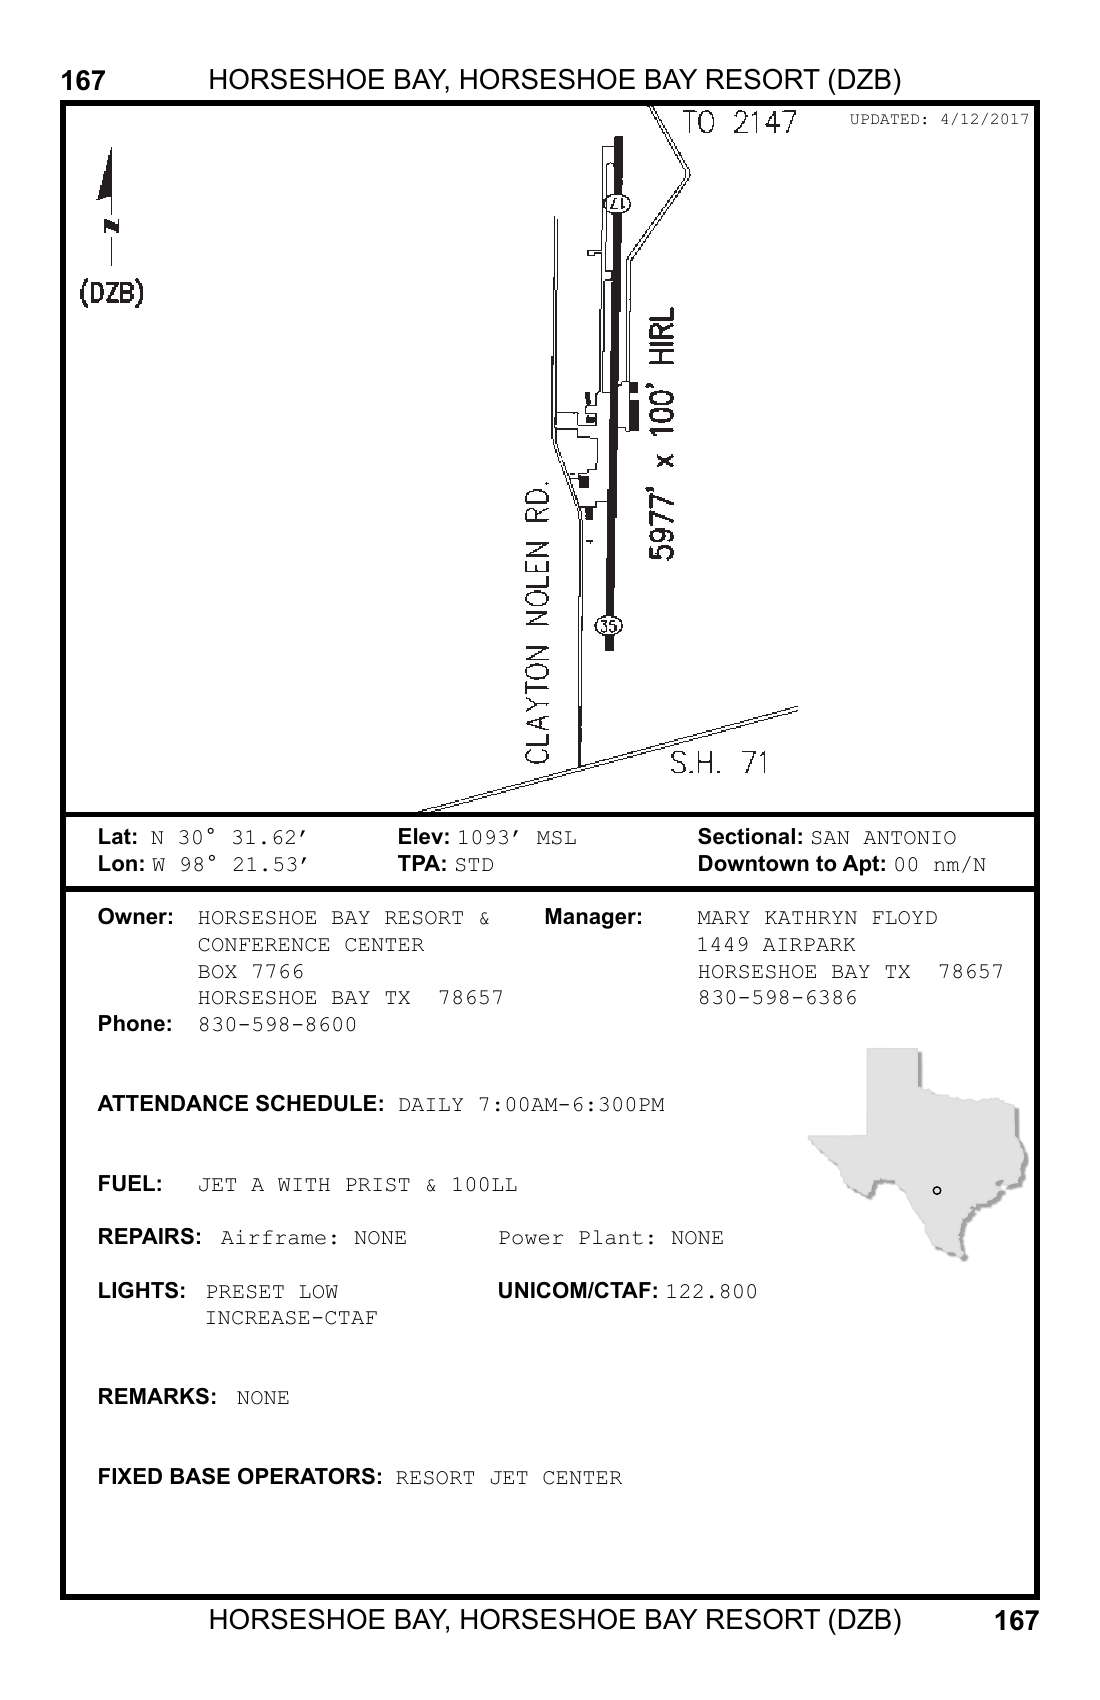 167 HORSESHOE BAY, HORSESHOE BAY RESORT (DZB)
TO 2147
UPDATED: 4/12/2017
N
(DZB)
17
5977' x 100' HIRL
CLAYTON NOLEN RD.
35
S.H. 71
Lat: N 30° 31.62′ Elev: 1093′ MSL Sectional: SAN ANTONIO
Lon: W 98° 21.53′ TPA: STD Downtown to Apt: 00 nm/N
Owner: HORSESHOE BAY RESORT & Manager: MARY KATHRYN FLOYD
CONFERENCE CENTER 1449 AIRPARK
BOX 7766 HORSESHOE BAY TX 78657
HORSESHOE BAY TX 78657 830-598-6386
Phone: 830-598-8600
ATTENDANCE SCHEDULE: DAILY 7:00AM-6:300PM
FUEL: JET A WITH PRIST & 100LL
REPAIRS: Airframe: NONE Power Plant: NONE
LIGHTS: PRESET LOW UNICOM/CTAF: 122.800
INCREASE-CTAF
REMARKS: NONE
FIXED BASE OPERATORS: RESORT JET CENTER
HORSESHOE BAY, HORSESHOE BAY RESORT (DZB) 167